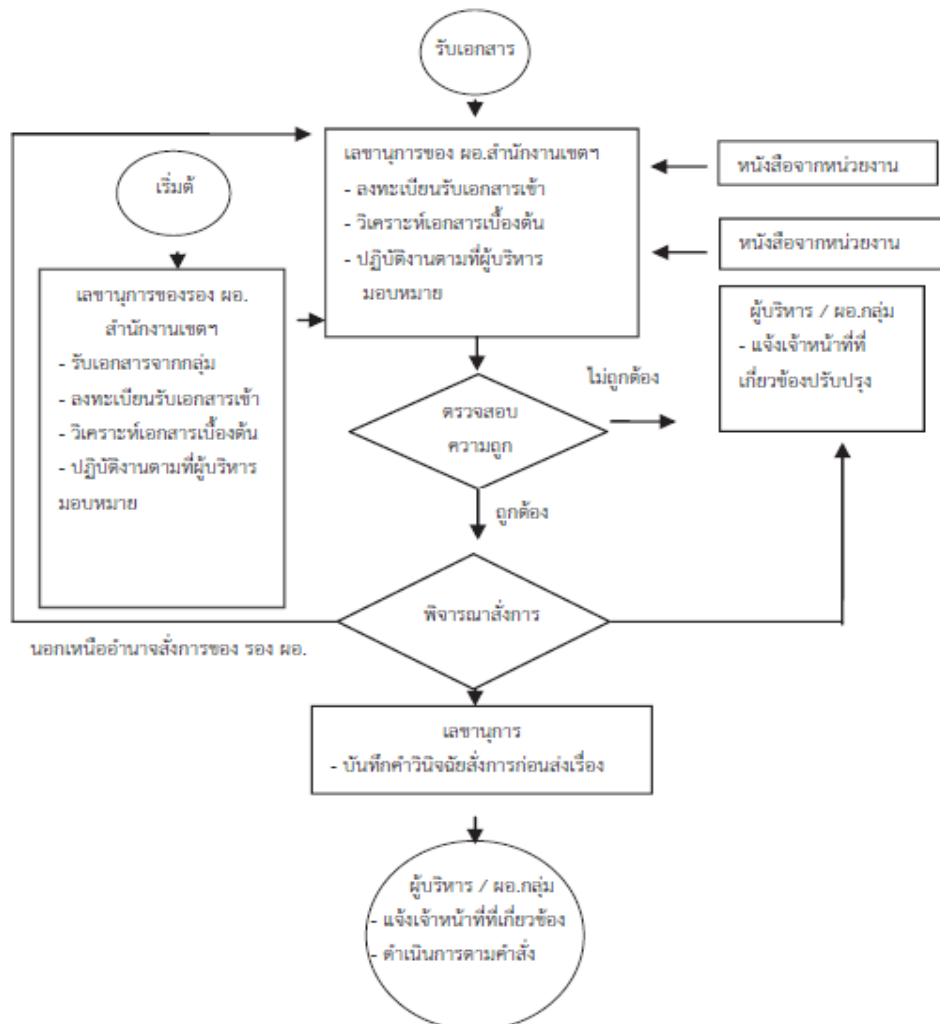 รับเอกสาร
เลขานุการของ ผอ.สำนักงานเขตฯ
- ลงทะเบียนรับเอกสารเข้า
- วิเคราะห์เอกสารเบื้องต้น
- ปฏิบัติงานตามที่ผู้บริหาร
มอบหมาย
หนังสือจากหน่วยงาน
หนังสือจากหน่วยงาน
เริ่มต้
เลขานุการของรอง ผอ.
สำนักงานเขตฯ
- รับเอกสารจากกลุ่ม
- ลงทะเบียนรับเอกสารเข้า
- วิเคราะห์เอกสารเบื้องต้น
- ปฏิบัติงานตามที่ผู้บริหาร
มอบหมาย
ผู้บริหาร / ผอ.กลุ่ม
- แจ้งเจ้าหน้าที่ที่
เกี่ยวข้องปรับปรุง
ไม่ถูกต้อง
ตรวจสอบ
ความถูก
ถูกต้อง
พิจารณาสั่งการ
นอกเหนืออำนาจสั่งการของ รอง ผอ.
เลขานุการ
- บันทึกคำวินิจฉัยสั่งการก่อนส่งเรื่อง
ผู้บริหาร / ผอ.กลุ่ม
- แจ้งเจ้าหน้าที่ที่เกี่ยวข้อง
- ดำเนินการตามคำสั่ง